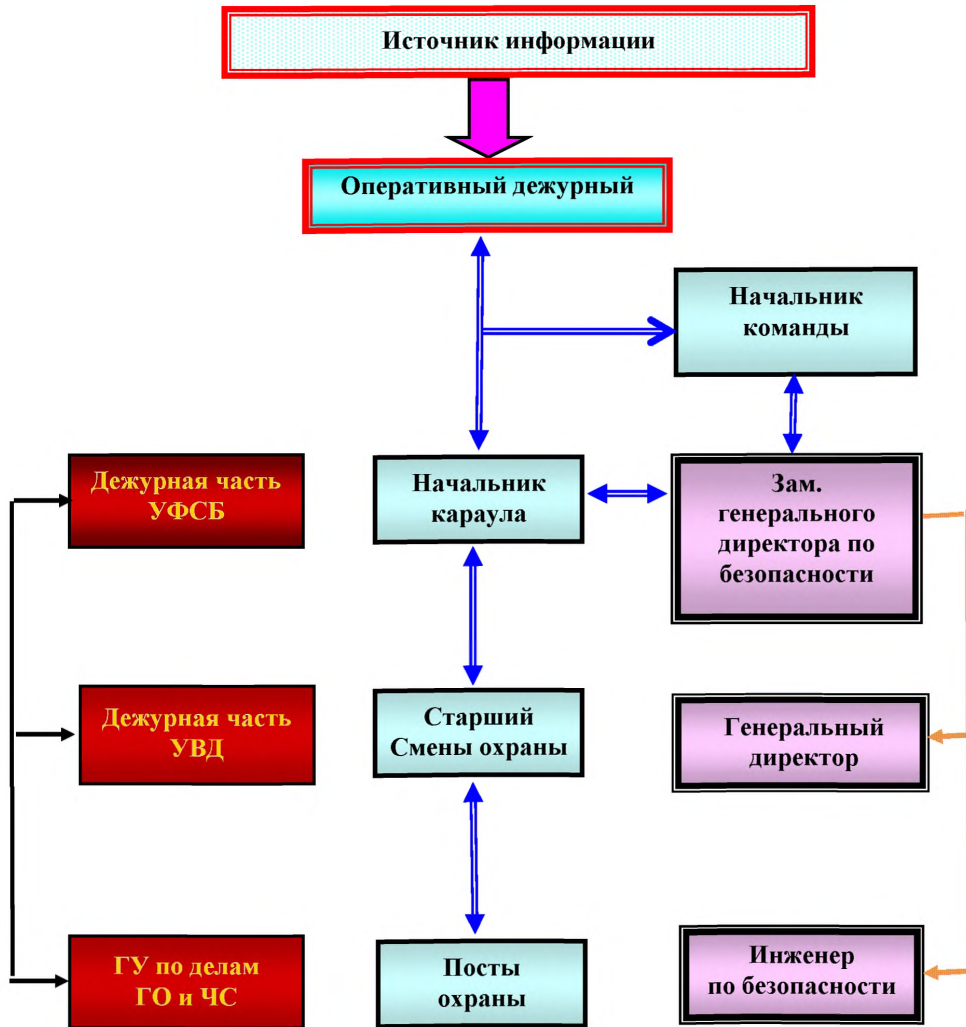 Источник информации
Оперативный дежурный
Начальник
команды
Дежурная часть
УФСБ
Начальник
караула
Зам.
генерального
директора по
безопасности
Дежурная часть
УВД
Старший
Смены охраны
Генеральный
директор
ГУ по делам
ГО и ЧС
Посты
охраны
Инженер
по безопасности